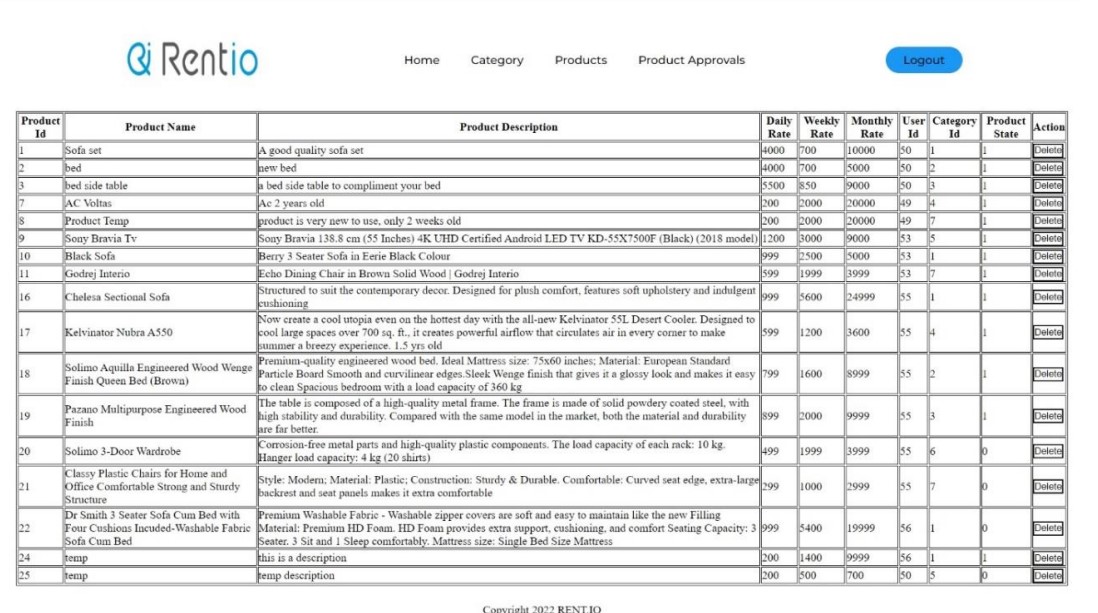 Rentio
Home Category Products Product Approvals Logout
Product Id Product Name Product Description Daily Rate Weekly Rate Monthly Rate User Id Category Id Product State Action
1 Sofa set A good quality sofa set 4000 700 10000 50 1 1 Delete
2 bed new bed 4000 700 5000 50 2 1 Delete
3 bed side table a bed side table to compliment your bed 5500 850 9000 50 3 1 Delete
7 AC Voltas Ac 2 years old 200 2000 20000 49 4 1 Delete
8 Product Temp product is very new to use, only 2 weeks old 200 2000 20000 49 7 1 Delete
9 Sony Bravia Tv Sony Bravia 138.8 cm (55 Inches) 4K UHD Certified Android LED TV KD-55X7500F (Black) (2018 model) 1200 3000 9000 53 5 1 Delete
10 Black Sofa Berry 3 Seater Sofa in Eerie Black Colour 999 2500 5000 53 1 1 Delete
11 Godrej Interio Echo Dining Chair in Brown Solid Wood | Godrej Interio 599 1999 3999 53 7 1 Delete
16 Chelesa Sectional Sofa Structured to suit the contemporary decor. Designed for plush comfort, features soft upholstery and indulgent
cushioning 999 5600 24999 55 1 1 Delete
17 Kelvinator Nubra A550 Now create a cool utopia even on the hottest day with the all-new Kelvinator 55L Desert Cooler. Designed to
cool large spaces over 700 sq. ft., it creates powerful airflow that circulates air in every corner to make
summer a breezy experience. 1.5 yrs old 599 1200 3600 55 4 1 Delete
18 Solimo Aquilla Engineered Wood Wenge
Finish Queen Bed (Brown) Premium-quality engineered wood bed. Ideal Mattress size: 75x60 inches; Material: European Standard
Particle Board Smooth and curvilinear edges.Sleek Wenge finish that gives it a glossy look and makes it easy
to clean Spacious bedroom with a load capacity of 360 kg 799 1600 8999 55 2 1 Delete
19 Pazano Multipurpose Engineered Wood
Finish The table is composed of a high-quality metal frame. The frame is made of solid powdery coated steel, with
high stability and durability. Compared with the same model in the market, both the material and durability
are far better. 899 2000 9999 55 3 1 Delete
20 Solimo 3-Door Wardrobe Corrosion-free metal parts and high-quality plastic components. The load capacity of each rack: 10 kg.
Hanger load capacity: 4 kg (20 shirts) 499 1999 3999 55 6 0 Delete
21 Classy Plastic Chairs for Home and
Office Comfortable Strong and Sturdy
Structure Style: Modern; Material: Plastic; Construction: Sturdy & Durable. Comfortable: Curved seat edge, extra-large
backrest and seat panels makes it extra comfortable 299 1000 2999 55 7 0 Delete
22 Dr Smith 3 Seater Sofa Cum Bed with
Four Cushions Incuded-Washable Fabric
Sofa Cum Bed Premium Washable Fabric - Washable zipper covers are soft and easy to maintain like the new Filling
Material: Premium HD Foam. HD Foam provides extra support, cushioning, and comfort Seating Capacity: 3
Seater. 3 Sit and 1 Sleep comfortably. Mattress size: Single Bed Size Mattress 999 5400 19999 56 1 0 Delete
24 temp this is a description 200 1400 9999 56 1 1 Delete
25 temp temp description 200 500 700 50 5 0 Delete
Copyright 2022 RENT.IO